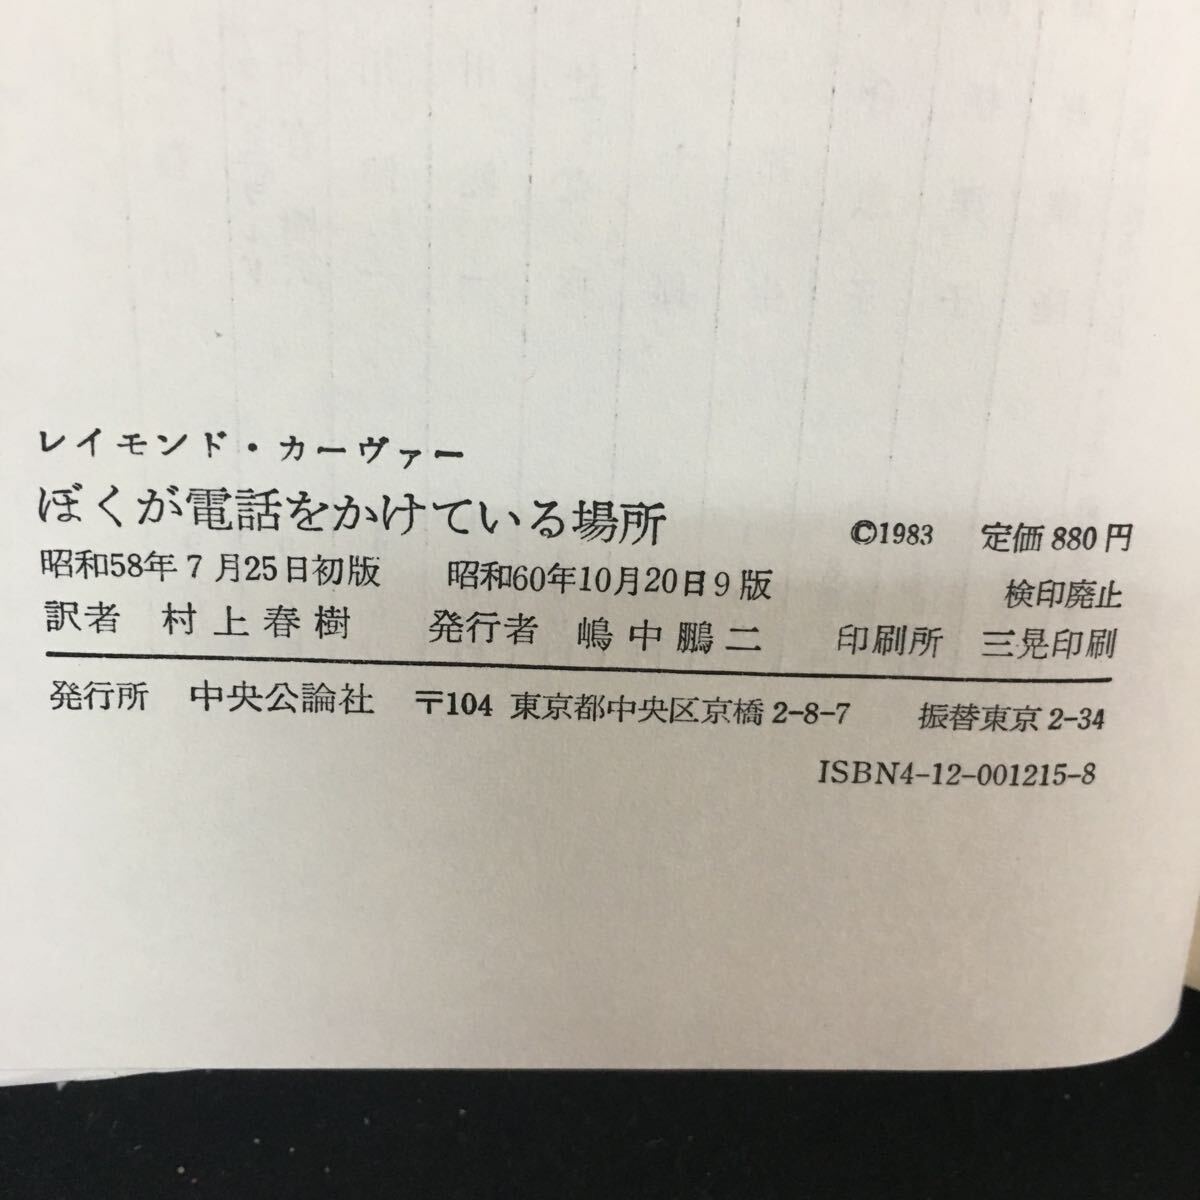 レイモンド・カーヴァー
ぼくが電話をかけている場所 ©1983 定価880円
昭和58年7月25日初版 昭和60年10月20日9版 検印廃止
訳者 村上春樹 発行者 嶋中鵬二 印刷所 三晃印刷
発行所 中央公論社 〒104 東京都中央区京橋2-8-7 振替東京2-34
ISBN4-12-001215-8